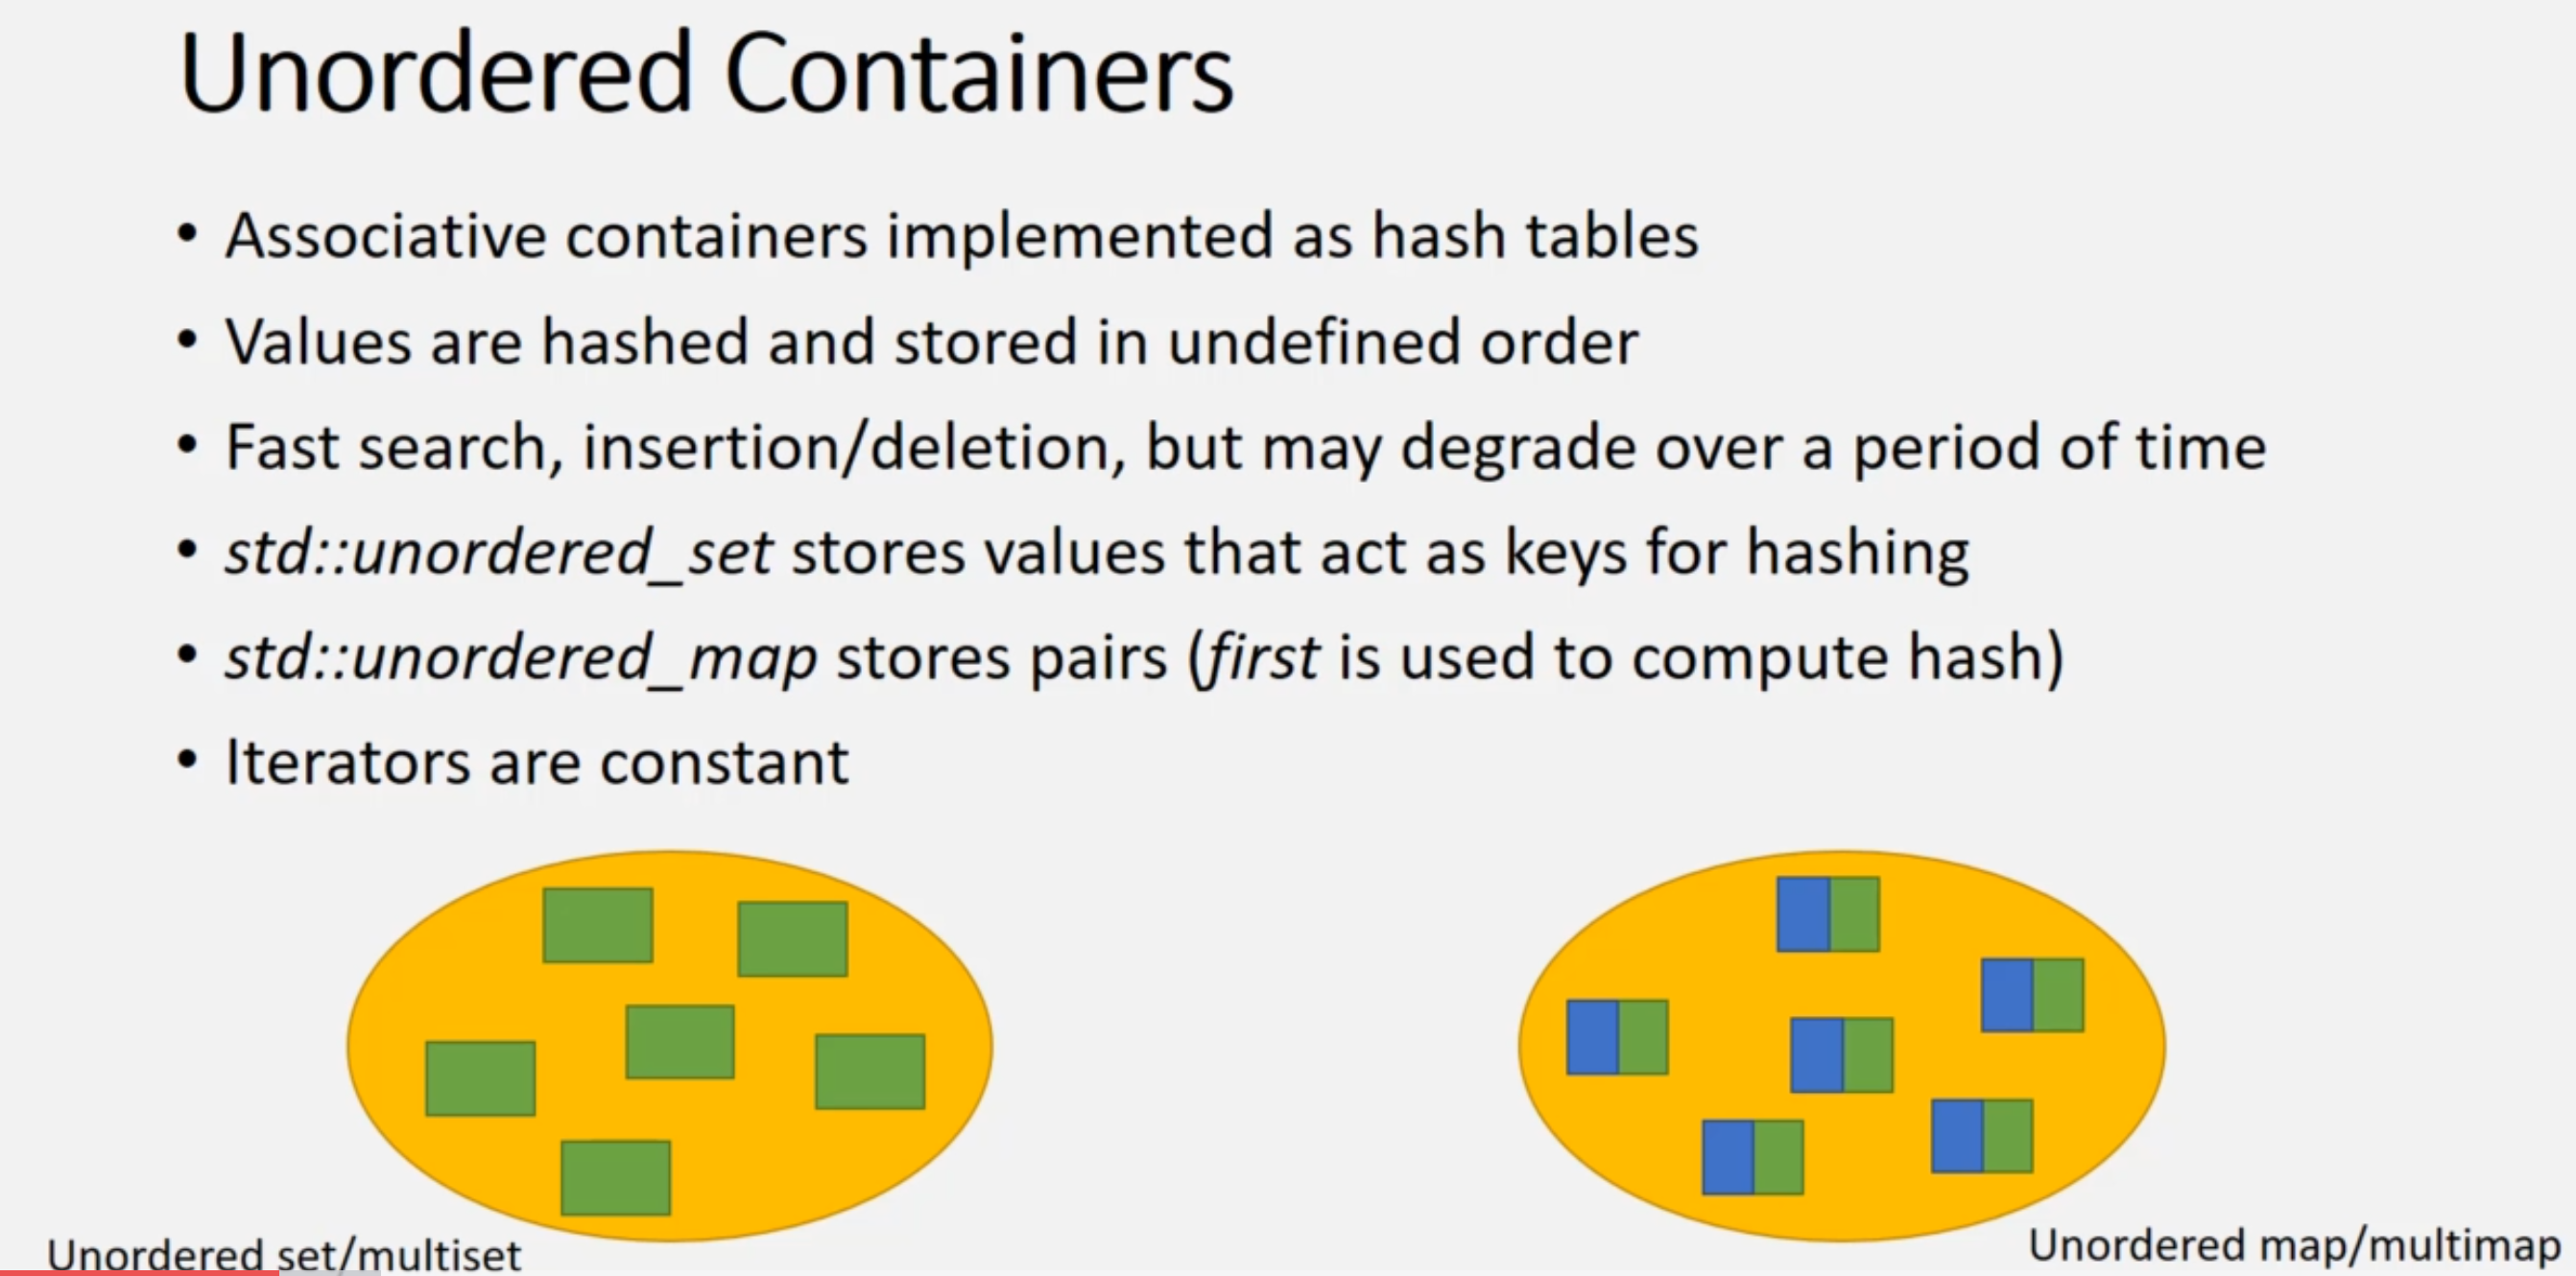 Unordered Containers
• Associative containers implemented as hash tables
• Values are hashed and stored in undefined order
• Fast search, insertion/deletion, but may degrade over a period of time
• std::unordered_set stores values that act as keys for hashing
• std::unordered_map stores pairs (first is used to compute hash)
• Iterators are constant
Unordered set/multiset
Unordered map/multimap